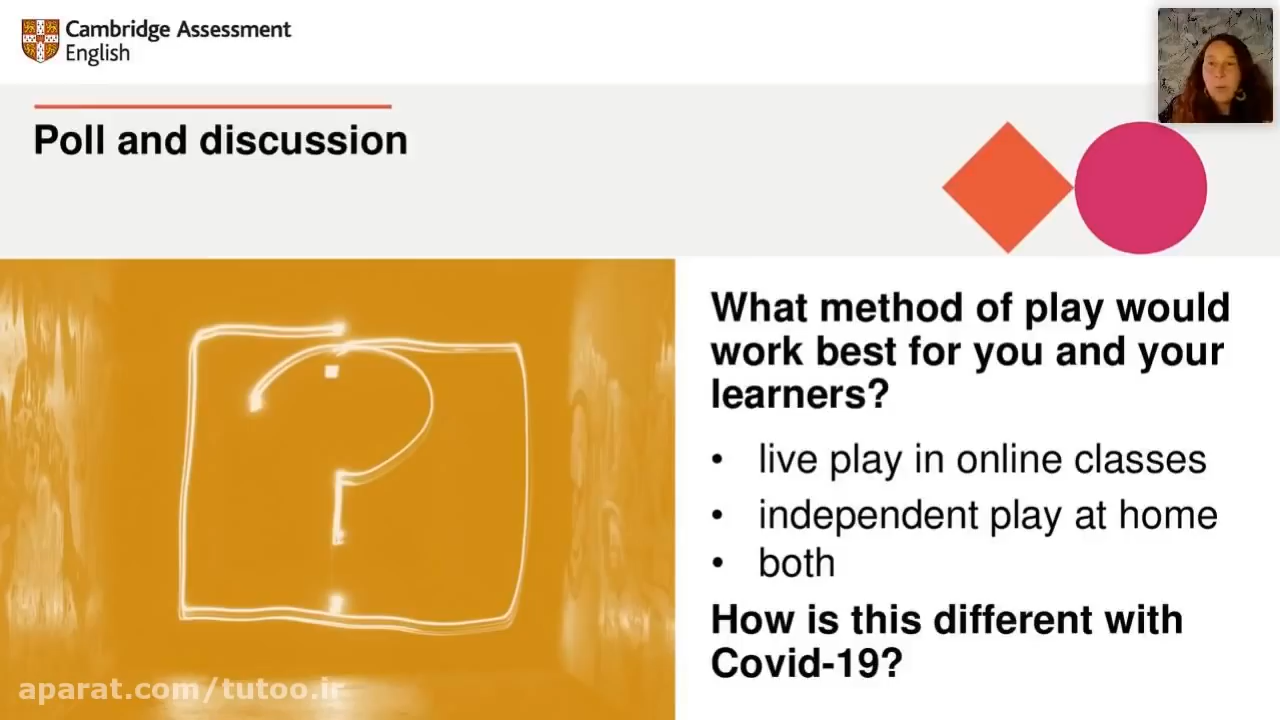 Cambridge Assessment
English
Poll and discussion
What method of play would
work best for you and your
learners?
• live play in online classes
• independent play at home
• both
How is this different with
Covid-19?
?
aparat.com/tutoo.ir